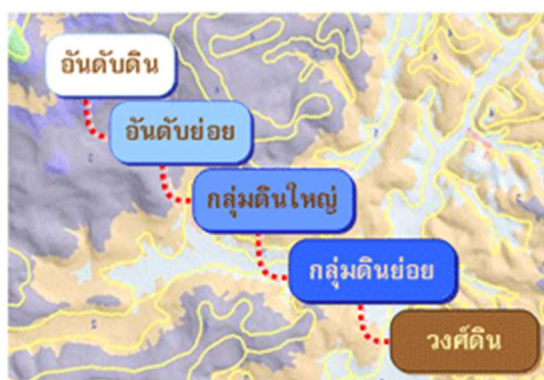 อันดับดิน
อันดับย่อย
กลุ่มดินใหญ่
กลุ่มดินย่อย
วงศ์ดิน